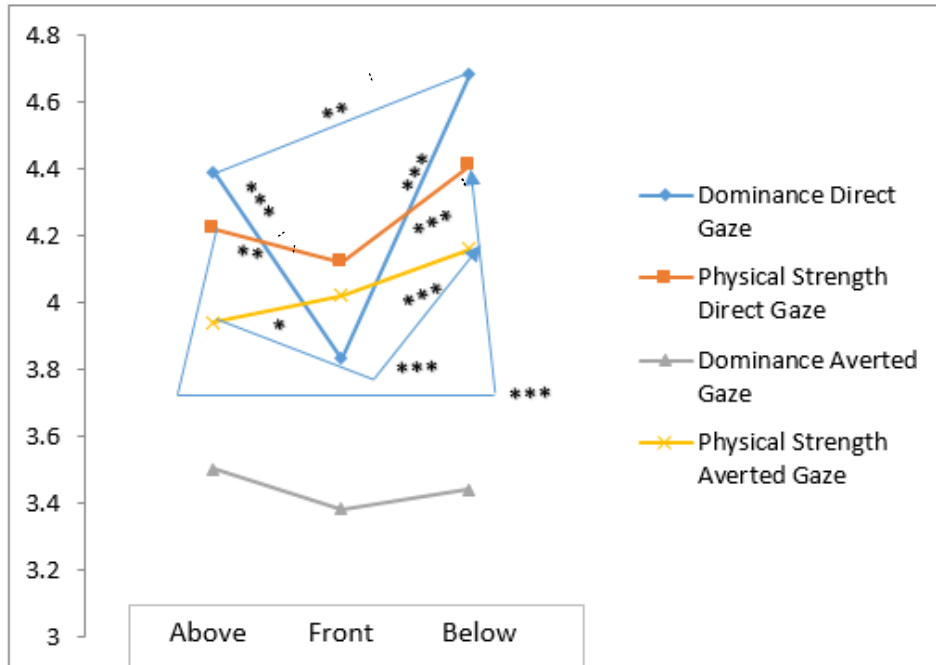 4.8
4.6
4.4
4.2
4
3.8
3.6
3.4
3.2
3
**
***
***
**
***
*
***
***
***
Above Front Below
Dominance Direct
Gaze
Physical Strength
Direct Gaze
Dominance Averted
Gaze
Physical Strength
Averted Gaze